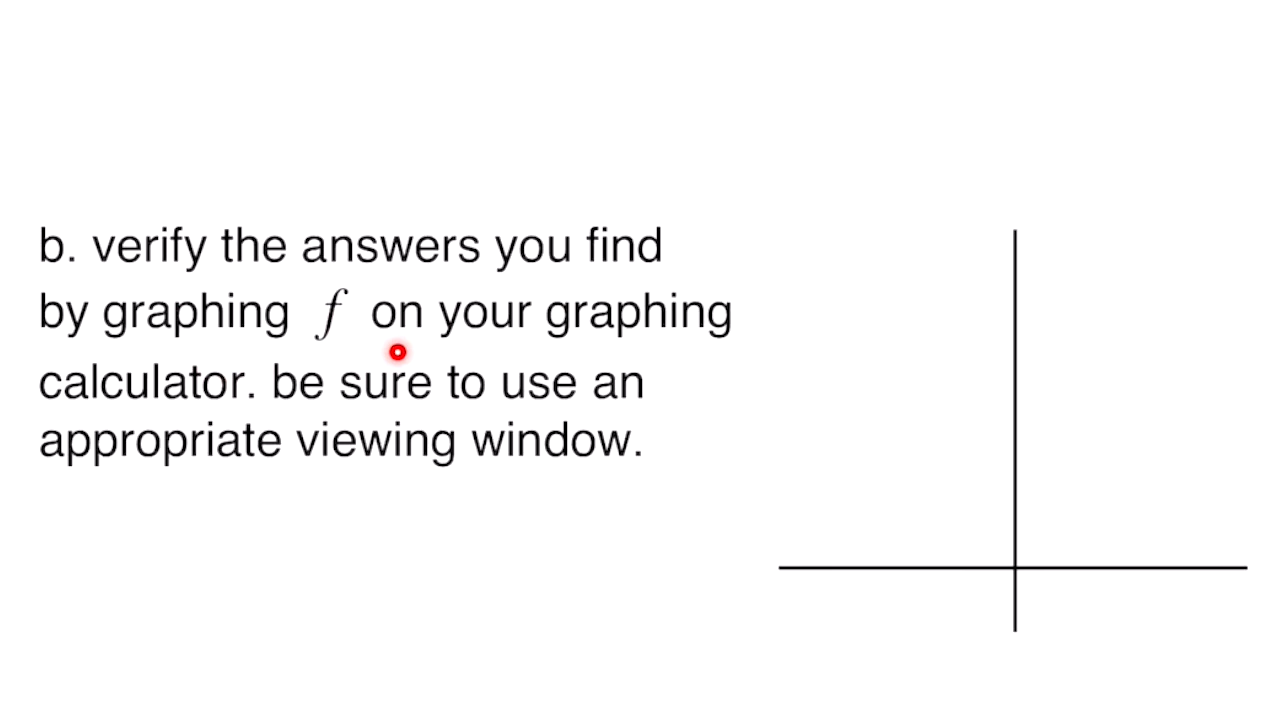 b. verify the answers you find
by graphing f on your graphing
calculator. be sure to use an
appropriate viewing window.